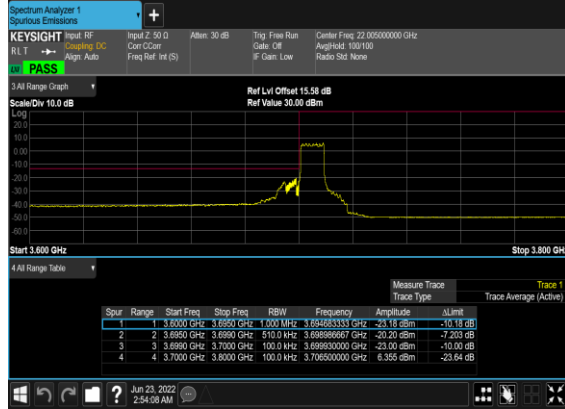 Spectrum Analyzer 1
Spurious Emissions
+
KEYSIGHT Input: RF Input Z: 50 Ω Atten: 30 dB Trig: Free Run Center Freq: 22.005000000 GHz
RLT Coupling: DC Corr CCorr Gate: Off Avg|Hold: 100/100
Align: Auto Freq Ref: Int (S) IF Gain: Low Radio Std: None
PASS
3 All Range Graph
Ref Lvl Offset 15.58 dB
Scale/Div 10.0 dB Ref Value 30.00 dBm
Log
20.0
10.0
0.00
-10.0
-20.0
-30.0
-40.0
-50.0
-60.0
Start 3.600 GHz Stop 3.800 GH
4 All Range Table
Measure Trace Trace 1
Trace Type Trace Average (Active)
Spur Range Start Freq Stop Freq RBW Frequency Amplitude ΔLimit
1 1 3.6000 GHz 3.6950 GHz 1.000 MHz 3.694683333 GHz -23.18 dBm -10.18 dB
2 2 3.6950 GHz 3.6990 GHz 510.0 kHz 3.698986667 GHz -20.20 dBm -7.203 dB
3 3 3.6990 GHz 3.7000 GHz 100.0 kHz 3.699930000 GHz -23.00 dBm -10.00 dB
4 4 3.7000 GHz 3.8000 GHz 100.0 kHz 3.706500000 GHz 6.355 dBm -23.64 dB
? Jun 23, 2022
2:54:08 AM